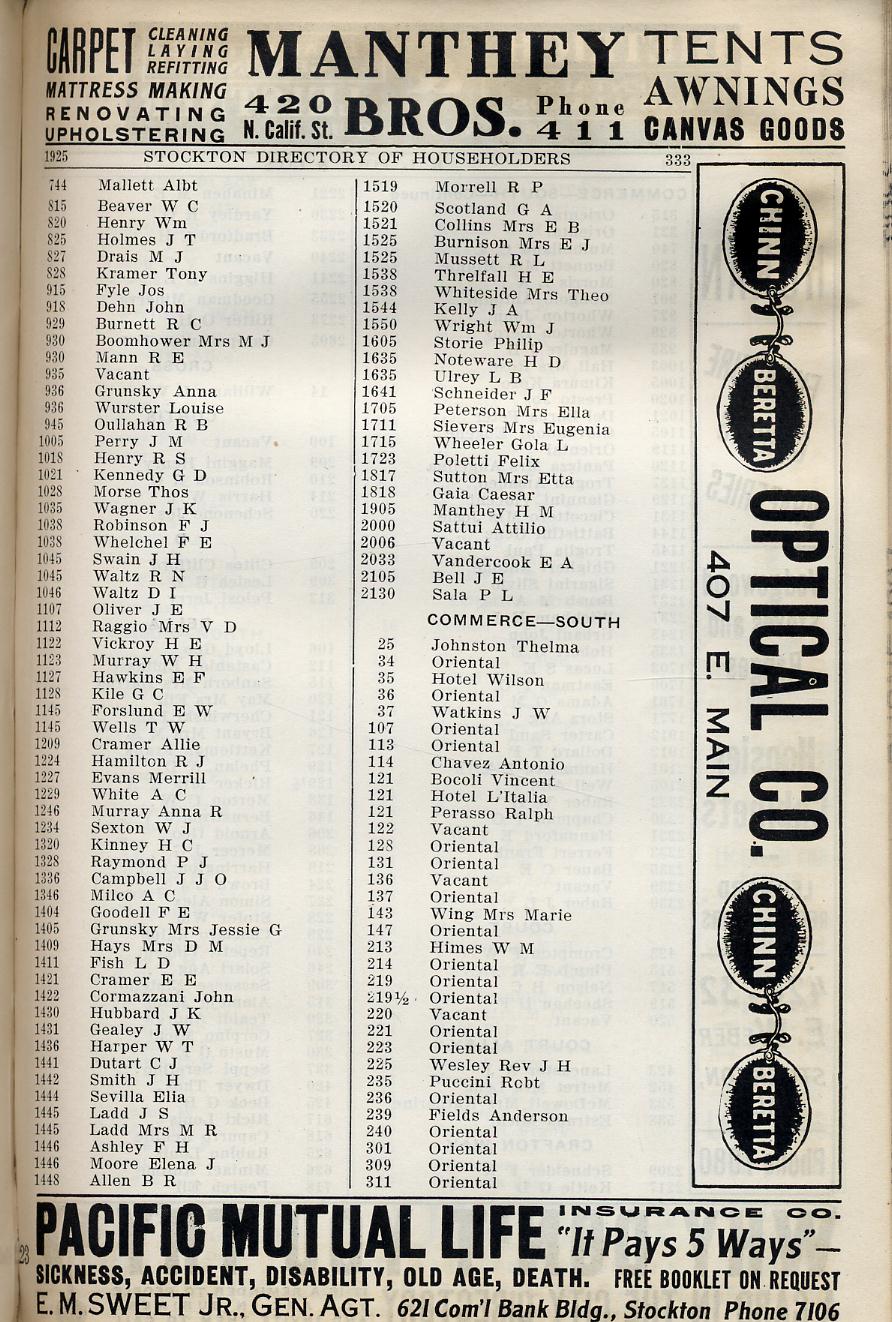 CARPET CLEANING
LAYING
REFITTING
MATTRESS MAKING
RENOVATING
UPHOLSTERING
MANTHEY
420
N. Calif. St. BROS. Phone
411
TENTS
AWNINGS
CANVAS GOODS
1925 STOCKTON DIRECTORY OF HOUSEHOLDERS 333
744 Mallett Albt
815 Beaver W C
820 Henry Wm
825 Holmes J T
827 Drais M J
828 Kramer Tony
915 Fyle Jos
918 Dehn John
929 Burnett R C
930 Boomhower Mrs M J
930 Mann R E
935 Vacant
936 Grunsky Anna
936 Wurster Louise
945 Oullahan R B
1005 Perry J M
1018 Henry R S
1021 Kennedy G D
1028 Morse Thos
1035 Wagner J K
1038 Robinson F J
1038 Whelchel F E
1045 Swain J H
1045 Waltz R N
1046 Waltz D I
1107 Oliver J E
1112 Raggio Mrs V D
1122 Vickroy H E
1123 Murray W H
1127 Hawkins E F
1128 Kile G C
1145 Forslund E W
1145 Wells T W
1209 Cramer Allie
1224 Hamilton R J
1227 Evans Merrill
1229 White A C
1246 Murray Anna R
1234 Sexton W J
1320 Kinney H C
1328 Raymond P J
1336 Campbell J J O
1346 Milco A C
1404 Goodell F E
1405 Grunsky Mrs Jessie G
1409 Hays Mrs D M
1411 Fish L D
1421 Cramer E E
1422 Cormazzani John
1430 Hubbard J K
1431 Gealey J W
1436 Harper W T
1441 Dutart C J
1442 Smith J H
1444 Sevilla Elia
1445 Ladd J S
1445 Ladd Mrs M R
1446 Ashley F H
1446 Moore Elena J
1448 Allen B R
1519 Morrell R P
1520 Scotland G A
1521 Collins Mrs E B
1525 Burnison Mrs E J
1525 Mussett R L
1538 Threlfall H E
1538 Whiteside Mrs Theo
1544 Kelly J A
1550 Wright Wm J
1605 Storie Philip
1635 Noteware H D
1635 Ulrey L B
1641 Schneider J F
1705 Peterson Mrs Ella
1711 Sievers Mrs Eugenia
1715 Wheeler Gola L
1723 Poletti Felix
1817 Sutton Mrs Etta
1818 Gaia Caesar
1905 Manthey H M
2000 Sattui Attilio
2006 Vacant
2033 Vandercook E A
2105 Bell J E
2130 Sala P L
COMMERCE—SOUTH
25 Johnston Thelma
34 Oriental
35 Hotel Wilson
36 Oriental
37 Watkins J W
107 Oriental
113 Oriental
114 Chavez Antonio
121 Bocoli Vincent
121 Hotel L'Italia
121 Perasso Ralph
122 Vacant
128 Oriental
131 Oriental
136 Vacant
137 Oriental
143 Wing Mrs Marie
147 Oriental
213 Himes W M
214 Oriental
219 Oriental
219½ Oriental
220 Vacant
221 Oriental
223 Oriental
225 Wesley Rev J H
235 Puccini Robt
236 Oriental
239 Fields Anderson
240 Oriental
301 Oriental
309 Oriental
311 Oriental
CHINN BERETTA
OPTICAL CO.
407 E. MAIN
CHINN BERETTA
PACIFIC MUTUAL LIFE INSURANCE CO.
"It Pays 5 Ways"—
SICKNESS, ACCIDENT, DISABILITY, OLD AGE, DEATH. FREE BOOKLET ON REQUEST
E. M. SWEET JR., GEN. AGT. 621 Com'l Bank Bldg., Stockton Phone 7106
23